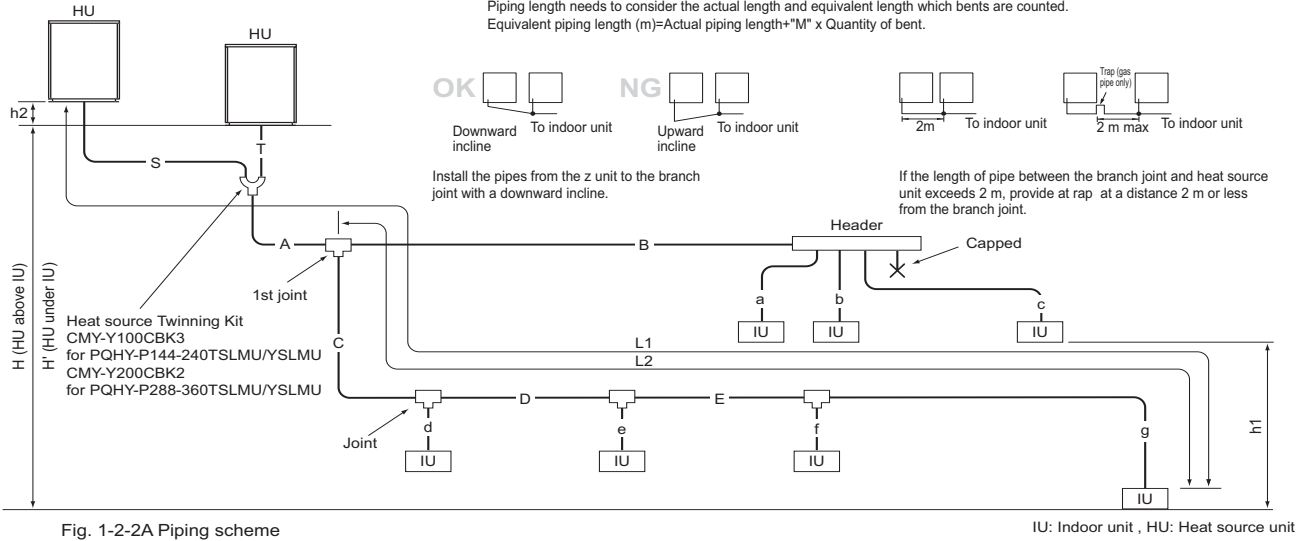 Piping length needs to consider the actual length and equivalent length which bents are counted.
Equivalent piping length (m)=Actual piping length+"M" x Quantity of bent.
HU
HU
h2
OK
NG
Downward
incline
To indoor unit
Upward
incline
To indoor unit
2m
To indoor unit
Trap (gas
pipe only)
2 m max
To indoor unit
S
T
Install the pipes from the z unit to the branch
joint with a downward incline.
If the length of pipe between the branch joint and heat source
unit exceeds 2 m, provide at rap at a distance 2 m or less
from the branch joint.
A
B
Header
Capped
1st joint
a
b
c
IU
IU
IU
H (HU above IU)
H' (HU under IU)
Heat source Twinning Kit
CMY-Y100CBK3
for PQHY-P144-240TSLMU/YSLMU
CMY-Y200CBK2
for PQHY-P288-360TSLMU/YSLMU
C
L1
L2
D
E
Joint
d
e
f
g
h1
IU
IU
IU
IU
Fig. 1-2-2A Piping scheme
IU: Indoor unit , HU: Heat source unit